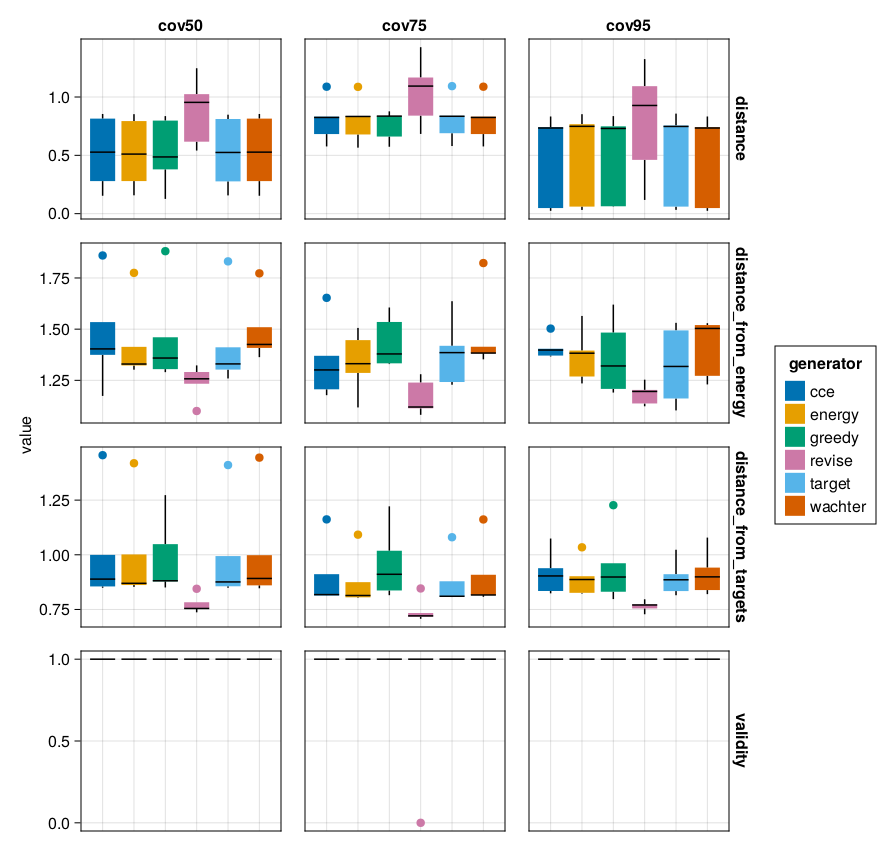 cov50 cov75 cov95
1.0
0.5
0.0
distance
1.75
1.50
1.25
distance_from_energy
value
1.25
1.00
0.75
distance_from_targets
1.0
0.5
0.0
validity
generator
cce
energy
greedy
revise
target
wachter